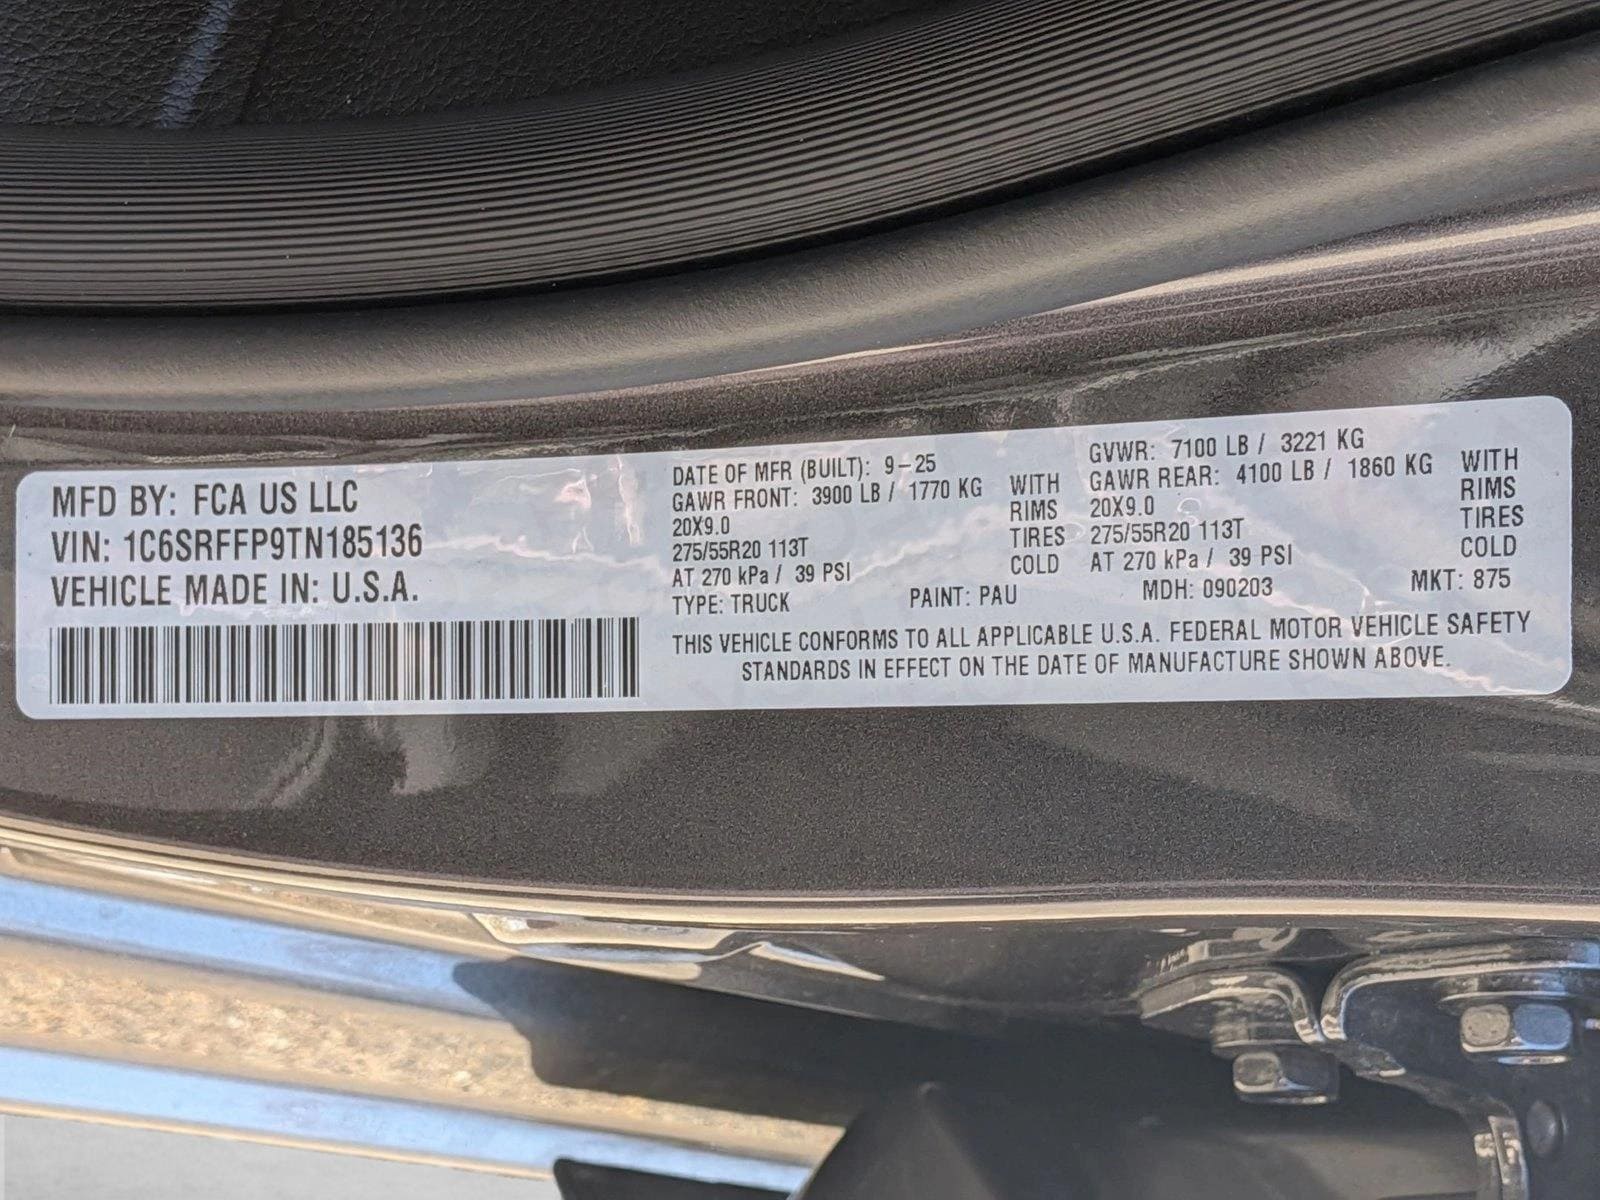 MFD BY: FCA US LLC
VIN: 1C6SRFFP9TN185136
VEHICLE MADE IN: U.S.A.
DATE OF MFR (BUILT): 9-25
GAWR FRONT: 3900 LB / 1770 KG WITH
20X9.0 RIMS
275/55R20 113T TIRES
AT 270 kPa / 39 PSI COLD
GVWR: 7100 LB / 3221 KG
GAWR REAR: 4100 LB / 1860 KG WITH
20X9.0 RIMS
275/55R20 113T TIRES
AT 270 kPa / 39 PSI COLD
TYPE: TRUCK PAINT: PAU MDH: 090203 MKT: 875
THIS VEHICLE CONFORMS TO ALL APPLICABLE U.S.A. FEDERAL MOTOR VEHICLE SAFETY
STANDARDS IN EFFECT ON THE DATE OF MANUFACTURE SHOWN ABOVE.